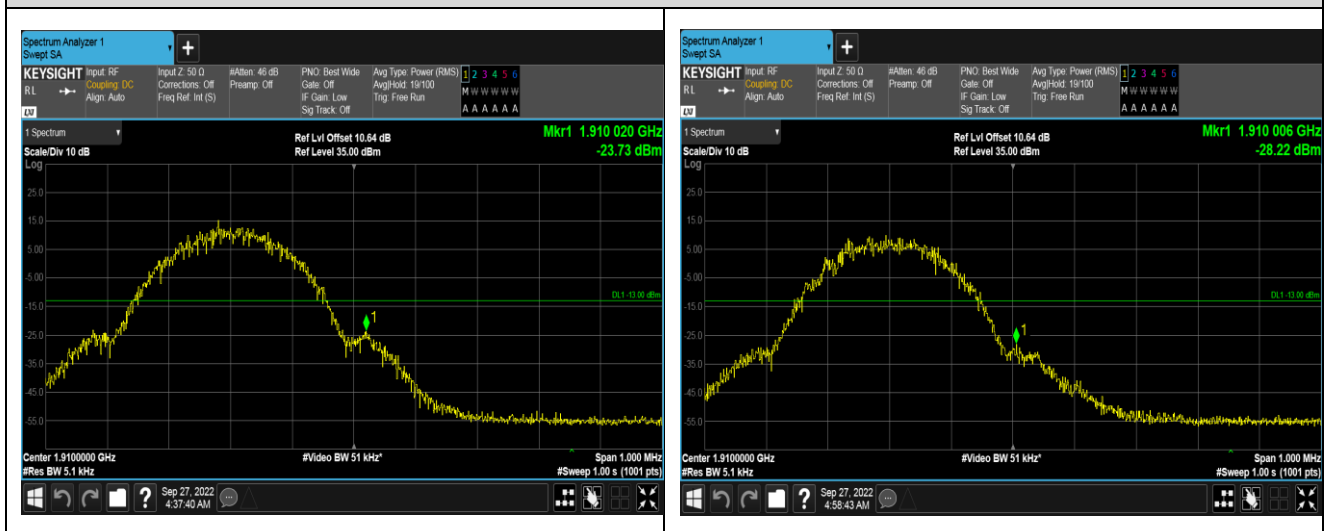 Spectrum Analyzer 1
Swept SA
+
KEYSIGHT Input: RF Input Z: 50 Ω #Atten: 46 dB PNO: Best Wide Avg Type: Power (RMS) 1 2 3 4 5 6
RL Coupling: DC Corrections: Off Preamp: Off Gate: Off Avg|Hold: 19/100 M W W W W W
Align: Auto Freq Ref: Int (S) IF Gain: Low Trig: Free Run
LXI Sig Track: Off A A A A A A
1 Spectrum Ref Lvl Offset 10.64 dB Mkr1 1.910 020 GHz
Scale/Div 10 dB Ref Level 35.00 dBm -23.73 dBm
Log
25.0
15.0
5.00
-5.00
DL1 -13.00 dBm
-15.0
1
-25.0
-35.0
-45.0
-55.0
Center 1.9100000 GHz #Video BW 51 kHz* Span 1.000 MHz
#Res BW 5.1 kHz #Sweep 1.00 s (1001 pts)
? Sep 27, 2022
4:37:40 AM
Spectrum Analyzer 1
Swept SA
+
KEYSIGHT Input: RF Input Z: 50 Ω #Atten: 46 dB PNO: Best Wide Avg Type: Power (RMS) 1 2 3 4 5 6
RL Coupling: DC Corrections: Off Preamp: Off Gate: Off Avg|Hold: 19/100 M W W W W W
Align: Auto Freq Ref: Int (S) IF Gain: Low Trig: Free Run
LXI Sig Track: Off A A A A A A
1 Spectrum Ref Lvl Offset 10.64 dB Mkr1 1.910 006 GHz
Scale/Div 10 dB Ref Level 35.00 dBm -28.22 dBm
Log
25.0
15.0
5.00
-5.00
DL1 -13.00 dBm
-15.0
1
-25.0
-35.0
-45.0
-55.0
Center 1.9100000 GHz #Video BW 51 kHz* Span 1.000 MHz
#Res BW 5.1 kHz #Sweep 1.00 s (1001 pts)
? Sep 27, 2022
4:58:43 AM